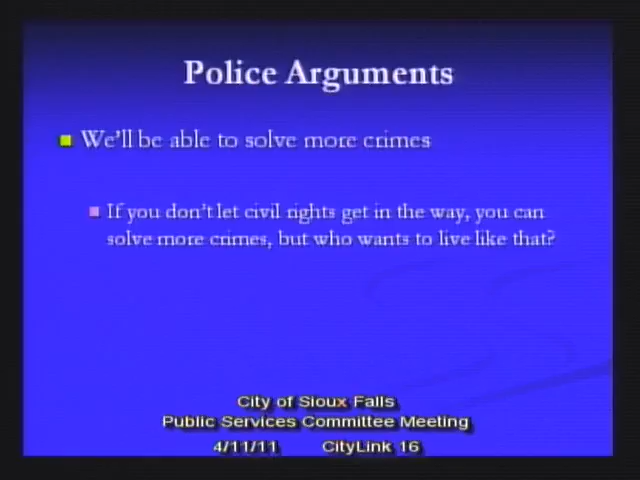 Police Arguments
We'll be able to solve more crimes
If you don't let civil rights get in the way, you can
solve more crimes, but who wants to live like that?
City of Sioux Falls
Public Services Committee Meeting
4/11/11 CityLink 16